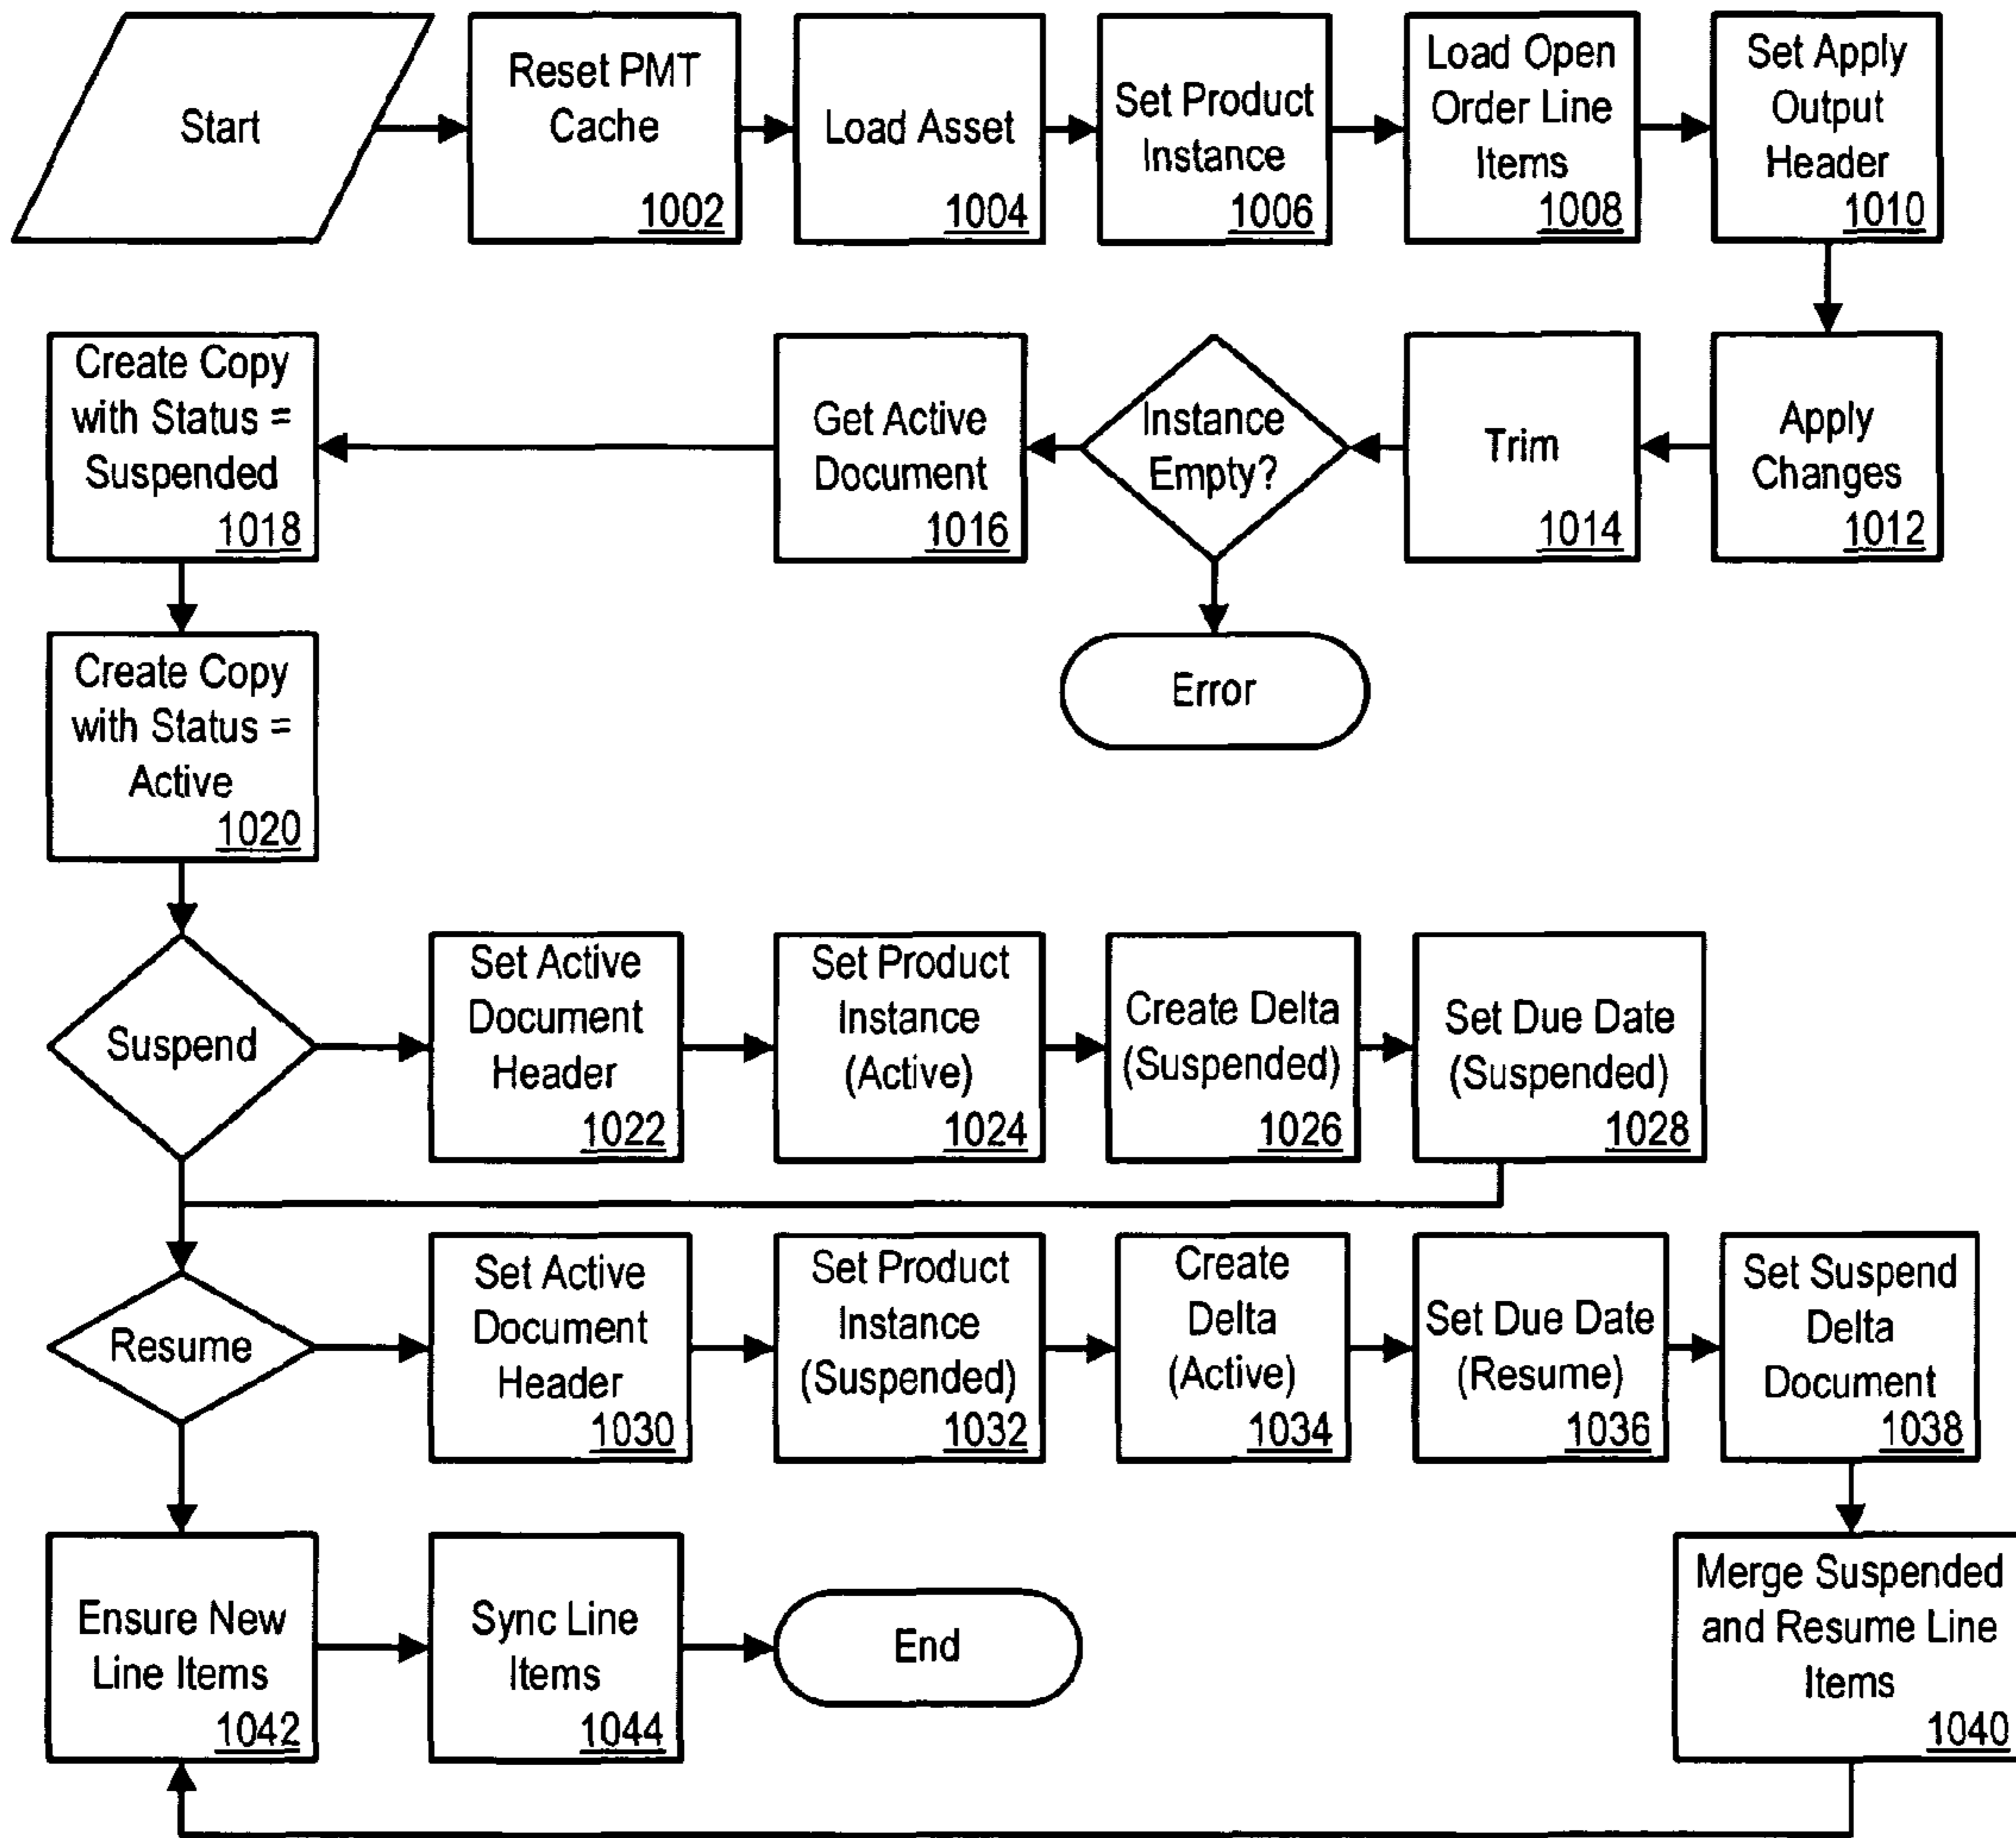 Start
Reset PMT
Cache
1002
Load Asset
1004
Set Product
Instance
1006
Load Open
Order Line
Items
1008
Set Apply
Output
Header
1010
Create Copy
with Status =
Suspended
1018
Get Active
Document
1016
Instance
Empty?
Trim
1014
Apply
Changes
1012
Create Copy
with Status =
Active
1020
Error
Suspend
Set Active
Document
Header
1022
Set Product
Instance
(Active)
1024
Create Delta
(Suspended)
1026
Set Due Date
(Suspended)
1028
Resume
Set Active
Document
Header
1030
Set Product
Instance
(Suspended)
1032
Create
Delta
(Active)
1034
Set Due Date
(Resume)
1036
Set Suspend
Delta
Document
1038
Ensure New
Line Items
1042
Sync Line
Items
1044
End
Merge Suspended
and Resume Line
Items
1040